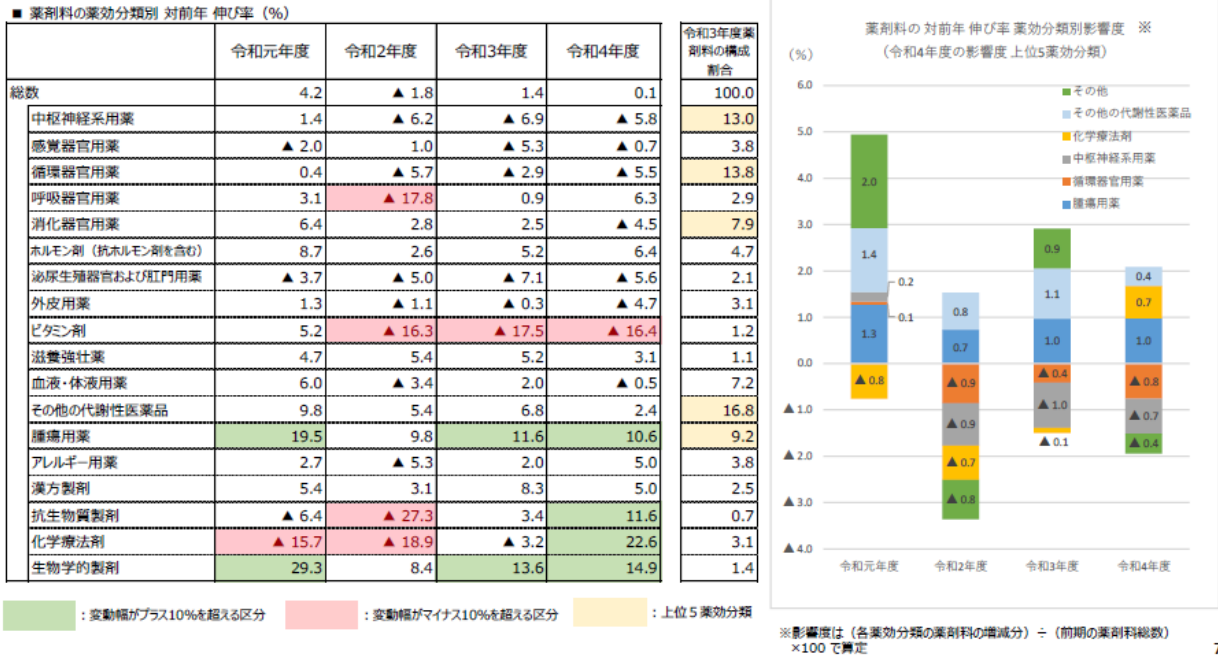 ■ 薬剤料の薬効分類別 対前年 伸び率（%）
令和元年度 令和2年度 令和3年度 令和4年度 令和3年度薬剤料の構成割合
総数 4.2 ▲ 1.8 1.4 0.1 100.0
中枢神経系用薬 1.4 ▲ 6.2 ▲ 6.9 ▲ 5.8 13.0
感覚器官用薬 ▲ 2.0 1.0 ▲ 5.3 ▲ 0.7 3.8
循環器官用薬 0.4 ▲ 5.7 ▲ 2.9 ▲ 5.5 13.8
呼吸器官用薬 3.1 ▲ 17.8 0.9 6.3 2.9
消化器官用薬 6.4 2.8 2.5 ▲ 4.5 7.9
ホルモン剤（抗ホルモン剤を含む） 8.7 2.6 5.2 6.4 4.7
泌尿生殖器官および肛門用薬 ▲ 3.7 ▲ 5.0 ▲ 7.1 ▲ 5.6 2.1
外皮用薬 1.3 ▲ 1.1 ▲ 0.3 ▲ 4.7 3.1
ビタミン剤 5.2 ▲ 16.3 ▲ 17.5 ▲ 16.4 1.2
滋養強壮薬 4.7 5.4 5.2 3.1 1.1
血液・体液用薬 6.0 ▲ 3.4 2.0 ▲ 0.5 7.2
その他の代謝性医薬品 9.8 5.4 6.8 2.4 16.8
腫瘍用薬 19.5 9.8 11.6 10.6 9.2
アレルギー用薬 2.7 ▲ 5.3 2.0 5.0 3.8
漢方製剤 5.4 3.1 8.3 5.0 2.5
抗生物質製剤 ▲ 6.4 ▲ 27.3 3.4 11.6 0.7
化学療法剤 ▲ 15.7 ▲ 18.9 ▲ 3.2 22.6 3.1
生物学的製剤 29.3 8.4 13.6 14.9 1.4
：変動幅がプラス10%を超える区分 ：変動幅がマイナス10%を超える区分 ：上位５薬効分類
薬剤料の 対前年 伸び率 薬効分類別影響度 ※
（令和4年度の影響度 上位5薬効分類）
（%）
6.0
5.0
4.0
3.0
2.0
1.0
0.0
▲ 1.0
▲ 2.0
▲ 3.0
▲ 4.0
その他
その他の代謝性医薬品
化学療法剤
中枢神経系用薬
循環器官用薬
腫瘍用薬
2.0
1.4
0.2
0.1
1.3
▲ 0.8
0.8
0.7
▲ 0.9
▲ 0.9
▲ 0.7
▲ 0.8
0.9
1.1
1.0
▲ 0.4
▲ 1.0
▲ 0.1
0.4
0.7
1.0
▲ 0.8
▲ 0.7
▲ 0.4
令和元年度 令和2年度 令和3年度 令和4年度
※影響度は（各薬効分類の薬剤料の増減分）÷（前期の薬剤料総数）
×100 で算定